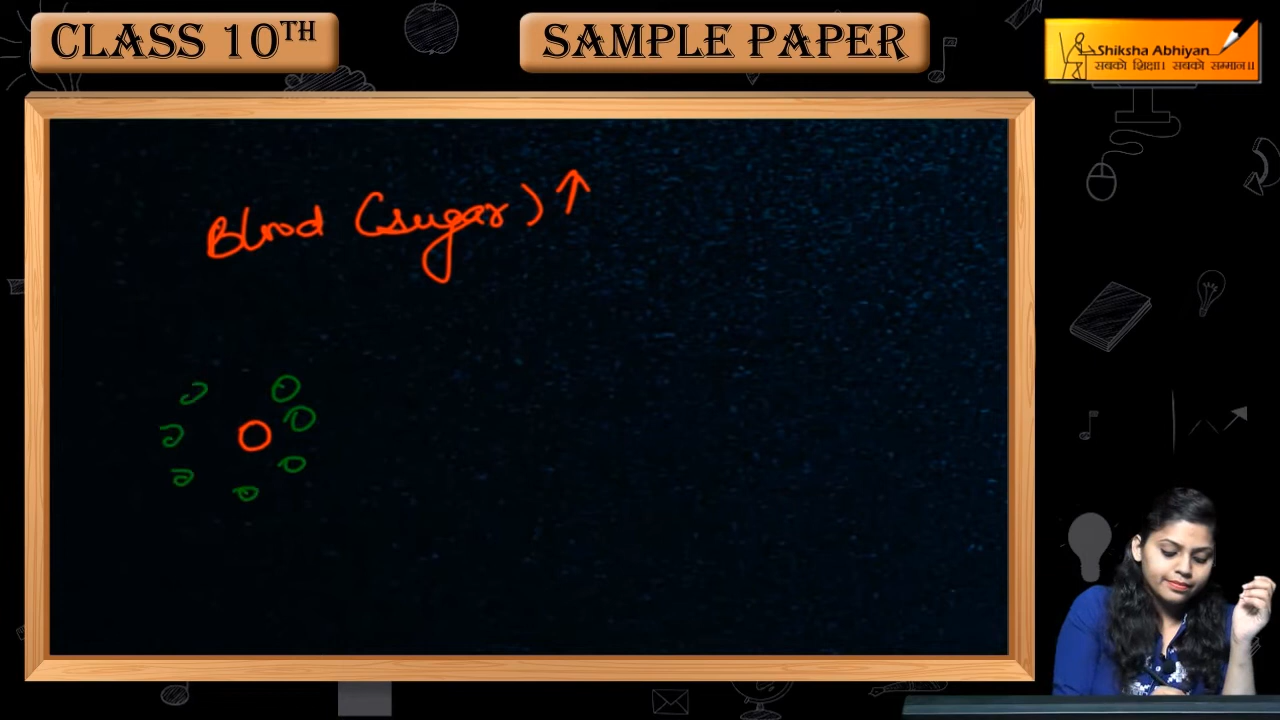 CLASS 10TH
SAMPLE PAPER
Shiksha Abhiyan
सबको शिक्षा। सबको सम्मान॥
Blood (sugar) ↑